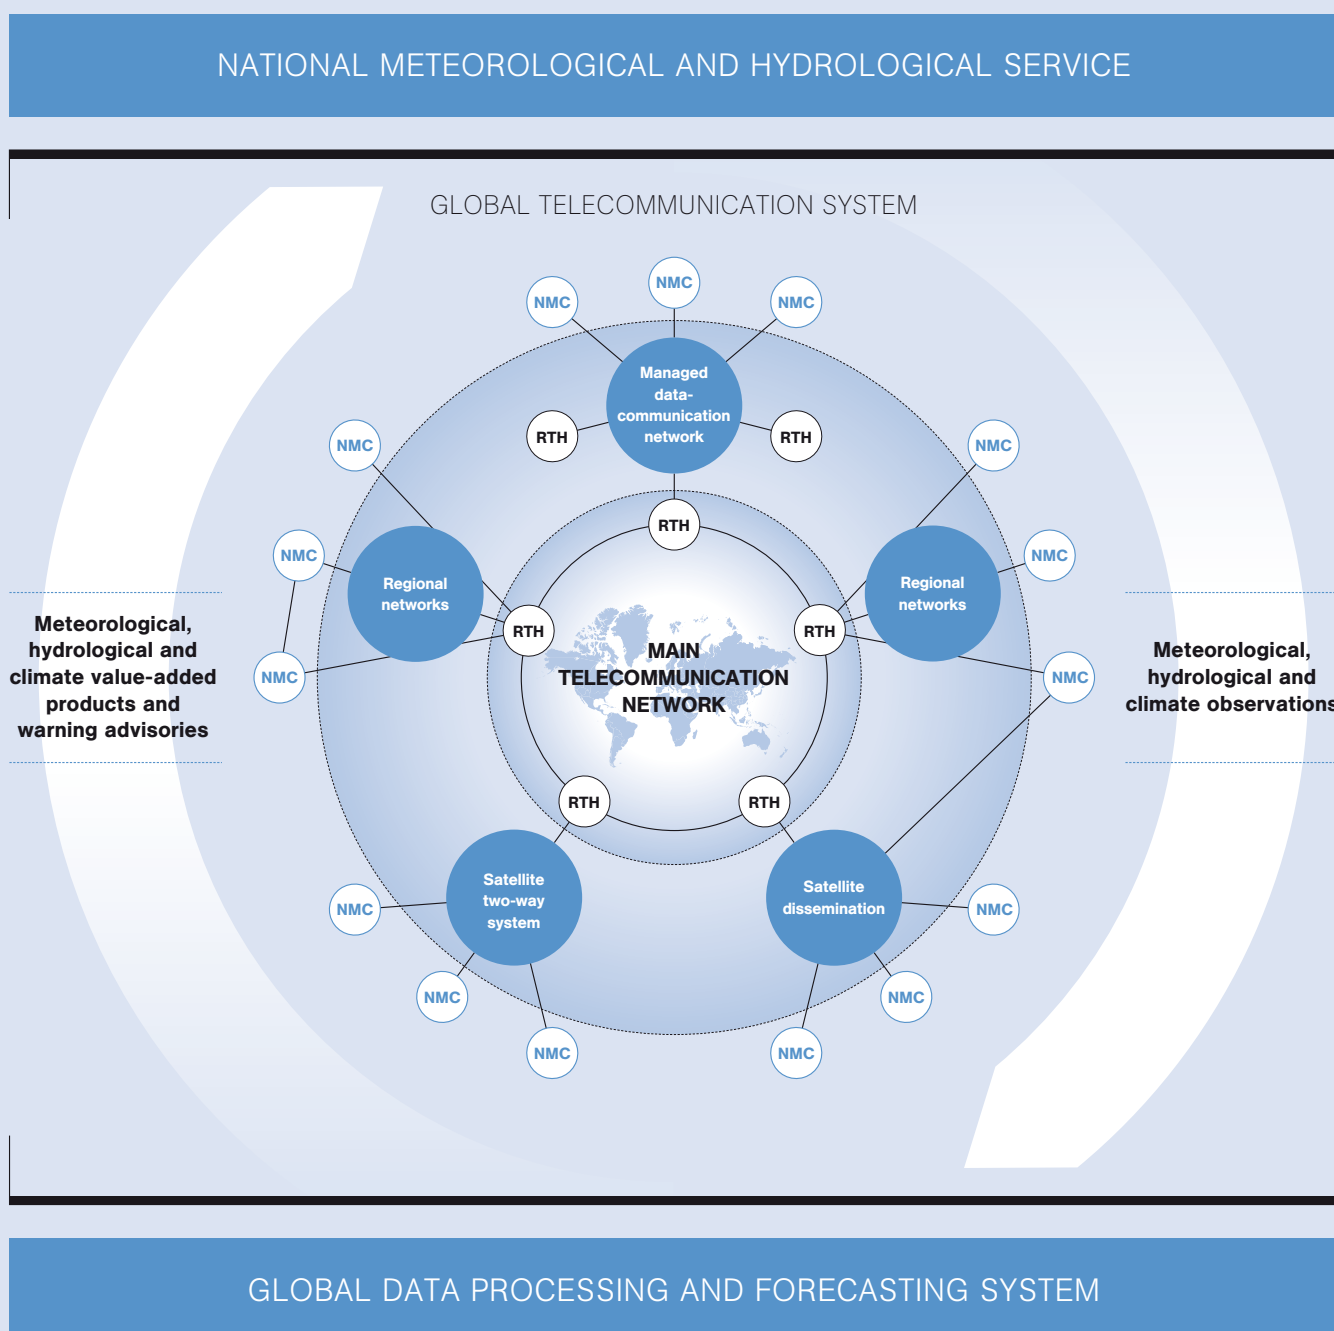 NATIONAL METEOROLOGICAL AND HYDROLOGICAL SERVICE
GLOBAL TELECOMMUNICATION SYSTEM
NMC
NMC
NMC
Managed
data-
communication
network
RTH
RTH
NMC
NMC
RTH
NMC
NMC
Regional
networks
Regional
networks
RTH
RTH
Meteorological,
hydrological and
climate value-added
products and
warning advisories
MAIN
TELECOMMUNICATION
NETWORK
Meteorological,
hydrological and
climate observations
NMC
NMC
RTH
RTH
Satellite
two-way
system
Satellite
dissemination
NMC
NMC
NMC
NMC
NMC
NMC
GLOBAL DATA PROCESSING AND FORECASTING SYSTEM